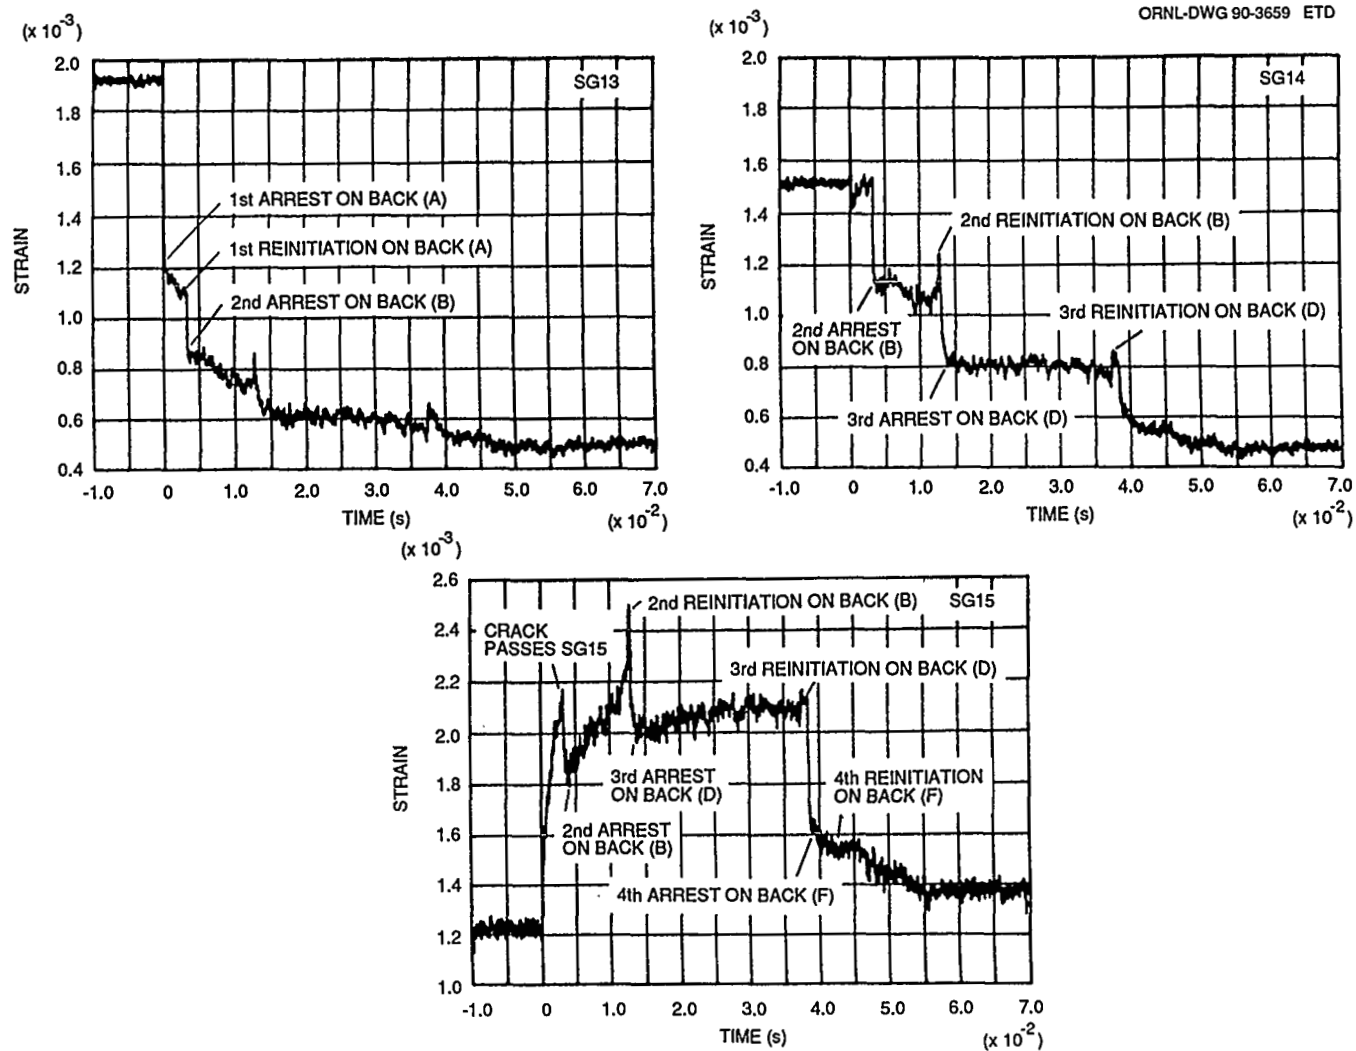 ORNL-DWG 90-3659 ETD
(x 10-3)
SG13
2.0
1.8
1.6
1.4
1.2
1.0
0.8
0.6
0.4
STRAIN
1st ARREST ON BACK (A)
1st REINITIATION ON BACK (A)
2nd ARREST ON BACK (B)
-1.0 0 1.0 2.0 3.0 4.0 5.0 6.0 7.0
TIME (s)
(x 10-2)
(x 10-3)
SG14
2.0
1.8
1.6
1.4
1.2
1.0
0.8
0.6
0.4
STRAIN
2nd REINITIATION ON BACK (B)
3rd REINITIATION ON BACK (D)
2nd ARREST
ON BACK (B)
3rd ARREST ON BACK (D)
-1.0 0 1.0 2.0 3.0 4.0 5.0 6.0 7.0
TIME (s)
(x 10-2)
(x 10-3)
SG15
2.6
2.4
2.2
2.0
1.8
1.6
1.4
1.2
1.0
STRAIN
2nd REINITIATION ON BACK (B)
CRACK
PASSES SG15
3rd REINITIATION ON BACK (D)
3rd ARREST
ON BACK (D)
4th REINITIATION
ON BACK (F)
2nd ARREST
ON BACK (B)
4th ARREST ON BACK (F)
-1.0 0 1.0 2.0 3.0 4.0 5.0 6.0 7.0
TIME (s)
(x 10-2)